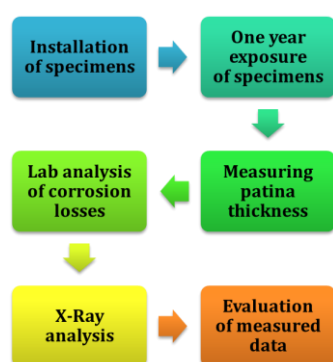 Installation
of specimens
One year
exposure
of specimens
Measuring
patina
thickness
Lab analysis
of corrosion
losses
X-Ray
analysis
Evaluation
of measured
data